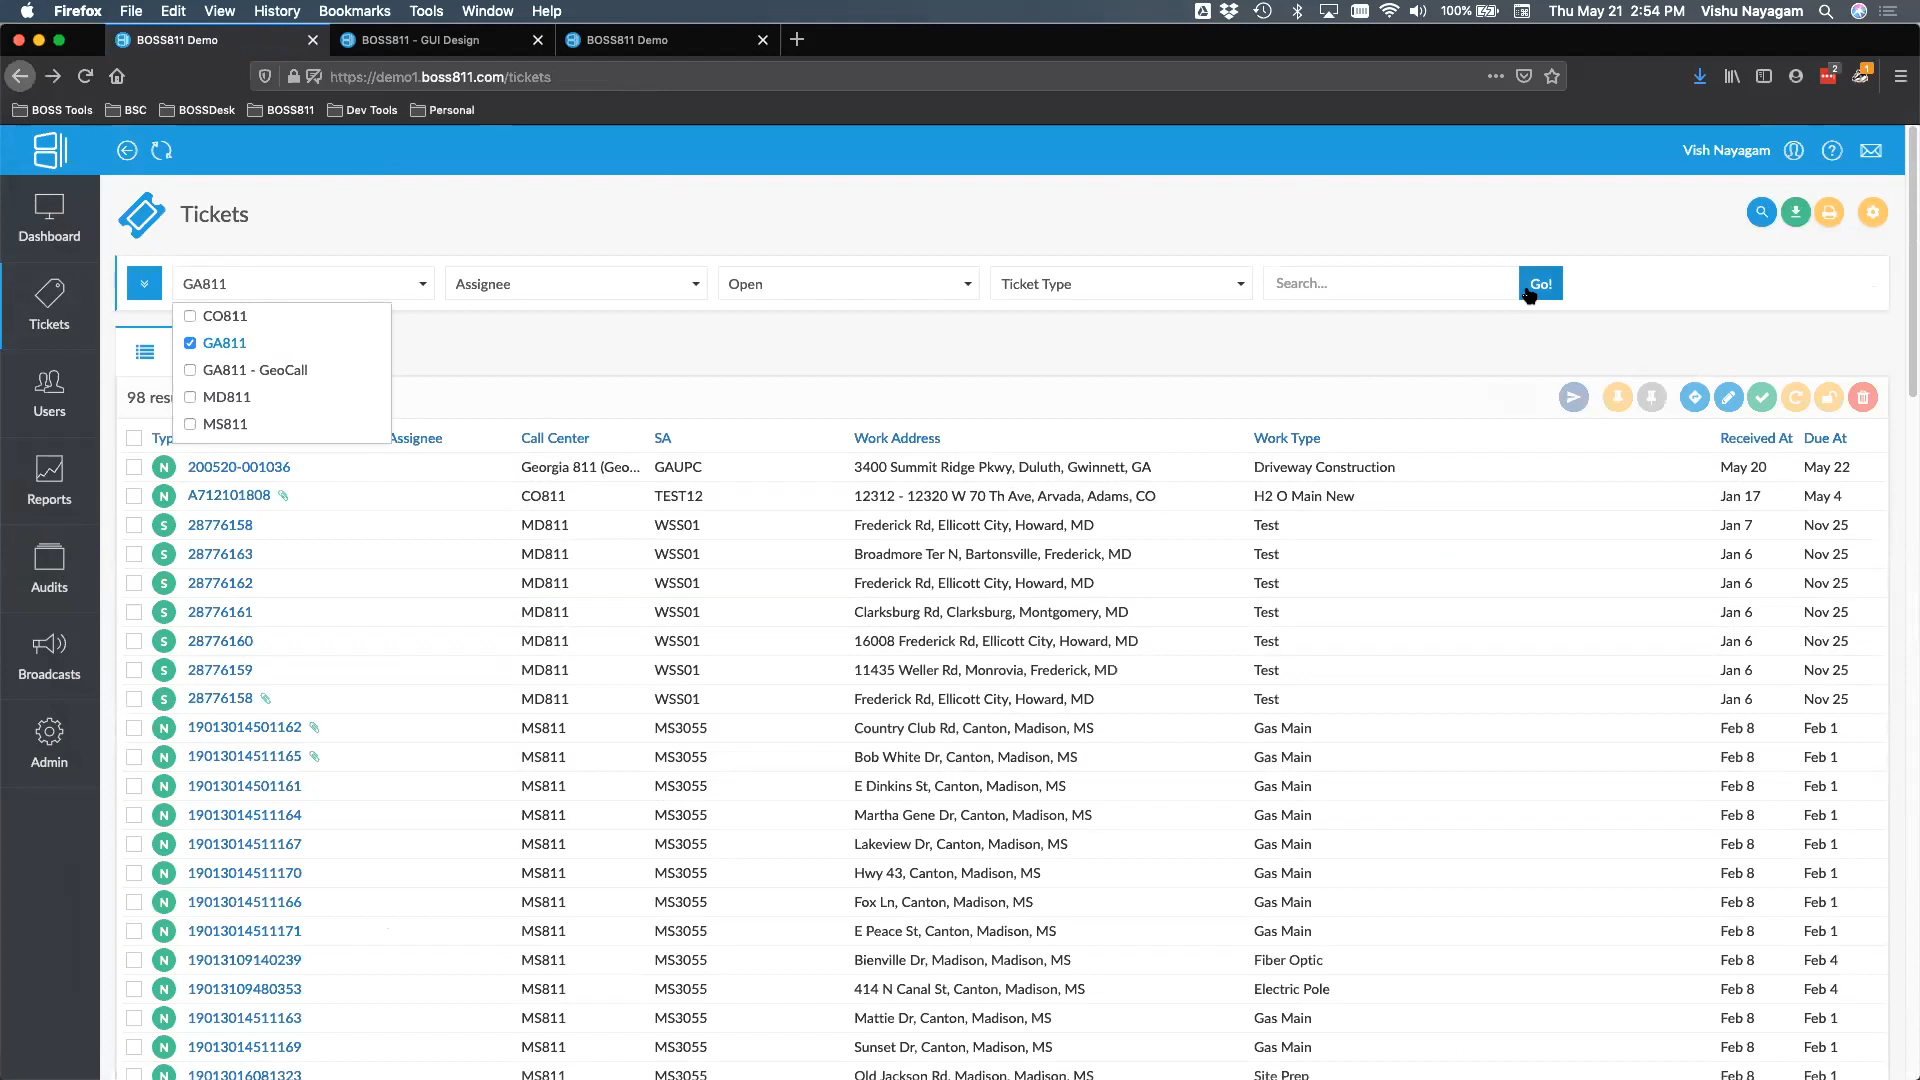 Firefox File Edit View History Bookmarks Tools Window Help 100% Thu May 21 2:54 PM Vishu Nayagam
BOSS811 Demo BOSS811 - GUI Design BOSS811 Demo
https://demo1.boss811.com/tickets 2 1
BOSS Tools BSC BOSSDesk BOSS811 Dev Tools Personal
Vish Nayagam
Dashboard
Tickets
Users
Reports
Audits
Broadcasts
Admin
Tickets
GA811 Assignee Open Ticket Type Search... Go!
CO811
GA811
GA811 - GeoCall
MD811
MS811
98 resu
Typ Assignee Call Center SA Work Address Work Type Received At Due At
N 200520-001036 Georgia 811 (Geo... GAUPC 3400 Summit Ridge Pkwy, Duluth, Gwinnett, GA Driveway Construction May 20 May 22
N A712101808 CO811 TEST12 12312 - 12320 W 70 Th Ave, Arvada, Adams, CO H2 O Main New Jan 17 May 4
S 28776158 MD811 WSS01 Frederick Rd, Ellicott City, Howard, MD Test Jan 7 Nov 25
S 28776163 MD811 WSS01 Broadmore Ter N, Bartonsville, Frederick, MD Test Jan 6 Nov 25
S 28776162 MD811 WSS01 Frederick Rd, Ellicott City, Howard, MD Test Jan 6 Nov 25
S 28776161 MD811 WSS01 Clarksburg Rd, Clarksburg, Montgomery, MD Test Jan 6 Nov 25
S 28776160 MD811 WSS01 16008 Frederick Rd, Ellicott City, Howard, MD Test Jan 6 Nov 25
S 28776159 MD811 WSS01 11435 Weller Rd, Monrovia, Frederick, MD Test Jan 6 Nov 25
S 28776158 MD811 WSS01 Frederick Rd, Ellicott City, Howard, MD Test Jan 6 Nov 25
N 19013014501162 MS811 MS3055 Country Club Rd, Canton, Madison, MS Gas Main Feb 8 Feb 1
N 19013014511165 MS811 MS3055 Bob White Dr, Canton, Madison, MS Gas Main Feb 8 Feb 1
N 19013014501161 MS811 MS3055 E Dinkins St, Canton, Madison, MS Gas Main Feb 8 Feb 1
N 19013014511164 MS811 MS3055 Martha Gene Dr, Canton, Madison, MS Gas Main Feb 8 Feb 1
N 19013014511167 MS811 MS3055 Lakeview Dr, Canton, Madison, MS Gas Main Feb 8 Feb 1
N 19013014511170 MS811 MS3055 Hwy 43, Canton, Madison, MS Gas Main Feb 8 Feb 1
N 19013014511166 MS811 MS3055 Fox Ln, Canton, Madison, MS Gas Main Feb 8 Feb 1
N 19013014511171 MS811 MS3055 E Peace St, Canton, Madison, MS Gas Main Feb 8 Feb 1
N 19013109140239 MS811 MS3055 Bienville Dr, Madison, Madison, MS Fiber Optic Feb 8 Feb 4
N 19013109480353 MS811 MS3055 414 N Canal St, Canton, Madison, MS Electric Pole Feb 8 Feb 4
N 19013014511163 MS811 MS3055 Mattie Dr, Canton, Madison, MS Gas Main Feb 8 Feb 1
N 19013014511169 MS811 MS3055 Sunset Dr, Canton, Madison, MS Gas Main Feb 8 Feb 1
N 19013016081323 MS811 MS3055 Old Jackson Rd, Madison, Madison, MS Site Prep Feb 8 Feb 1